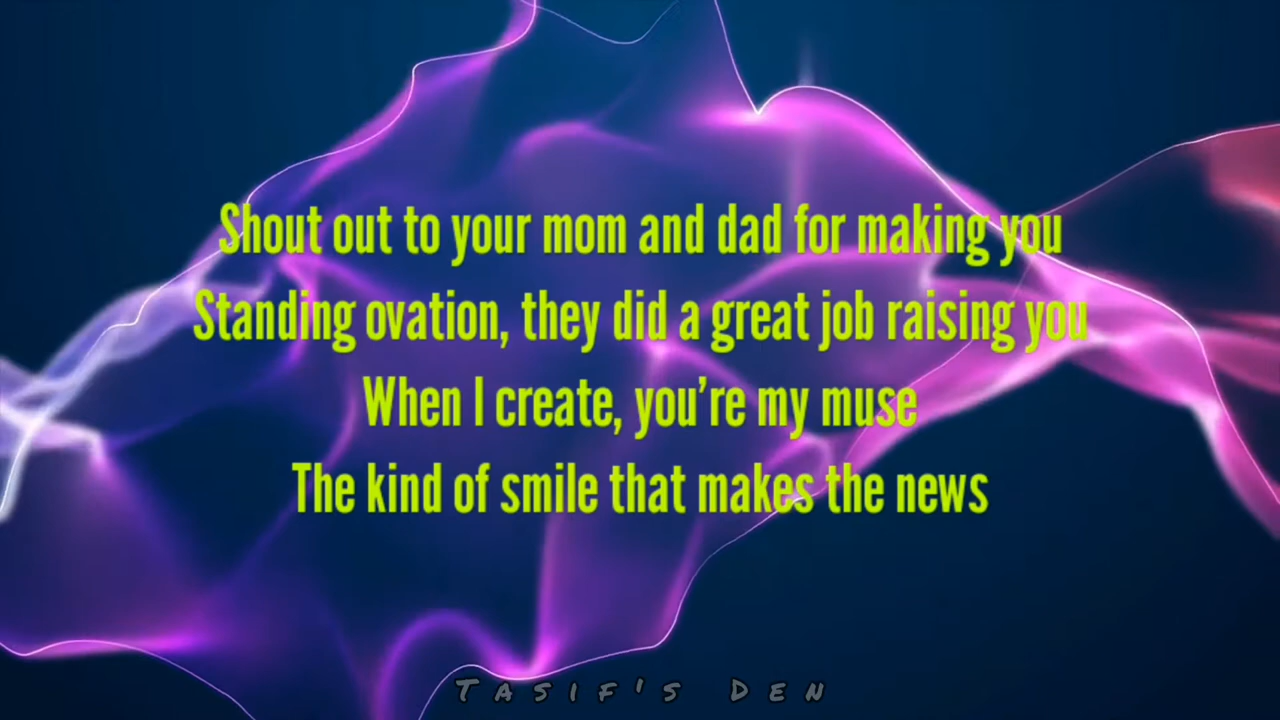 Shout out to your mom and dad for making you
Standing ovation, they did a great job raising you
When I create, you’re my muse
The kind of smile that makes the news
Tasif's Den